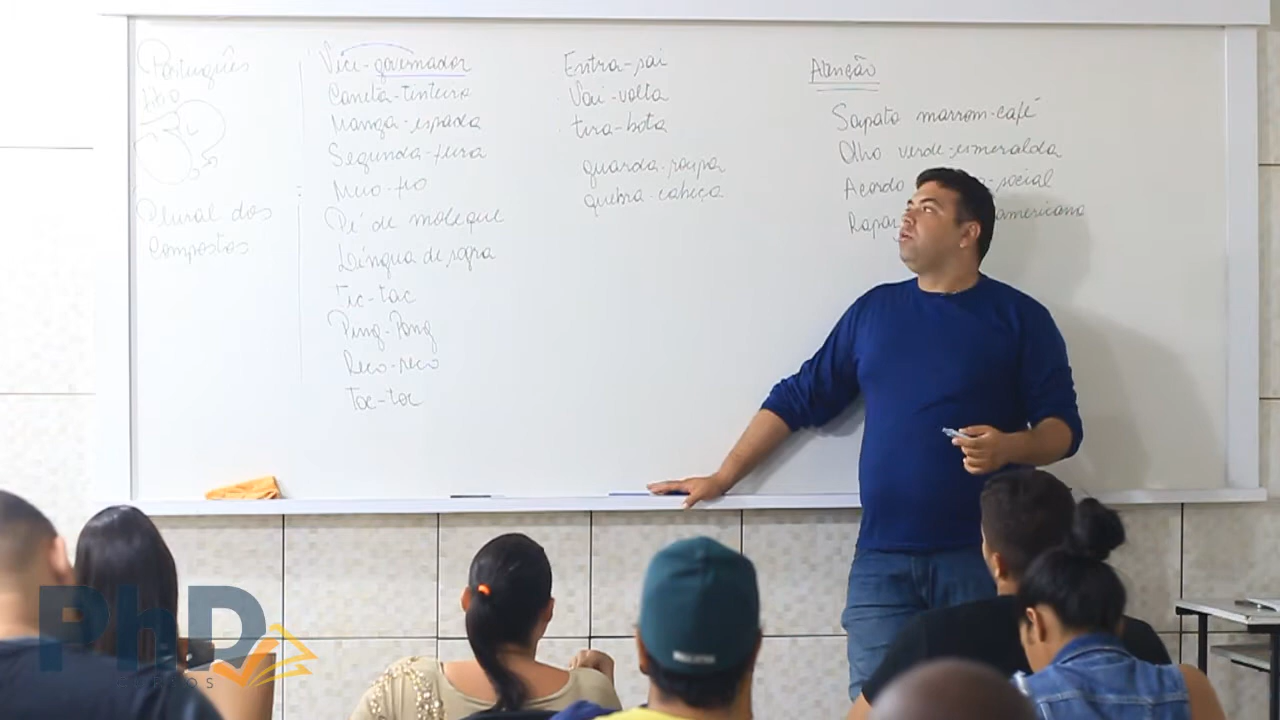 Português
Plural dos
Compostos
Vice-governador
Caneta-tinteiro
Manga-espada
Segunda-feira
Meio-fio
Pé de moleque
Língua de sogra
Tic-tac
Ping-Pong
Reco-reco
Toc-toc
Entra-sai
Vai-volta
tira-bota
guarda-roupa
quebra-cabeça
Atenção
Sapato marrom-café
Olho verde-esmeralda
Acordo social
Rapaz americano
PhD